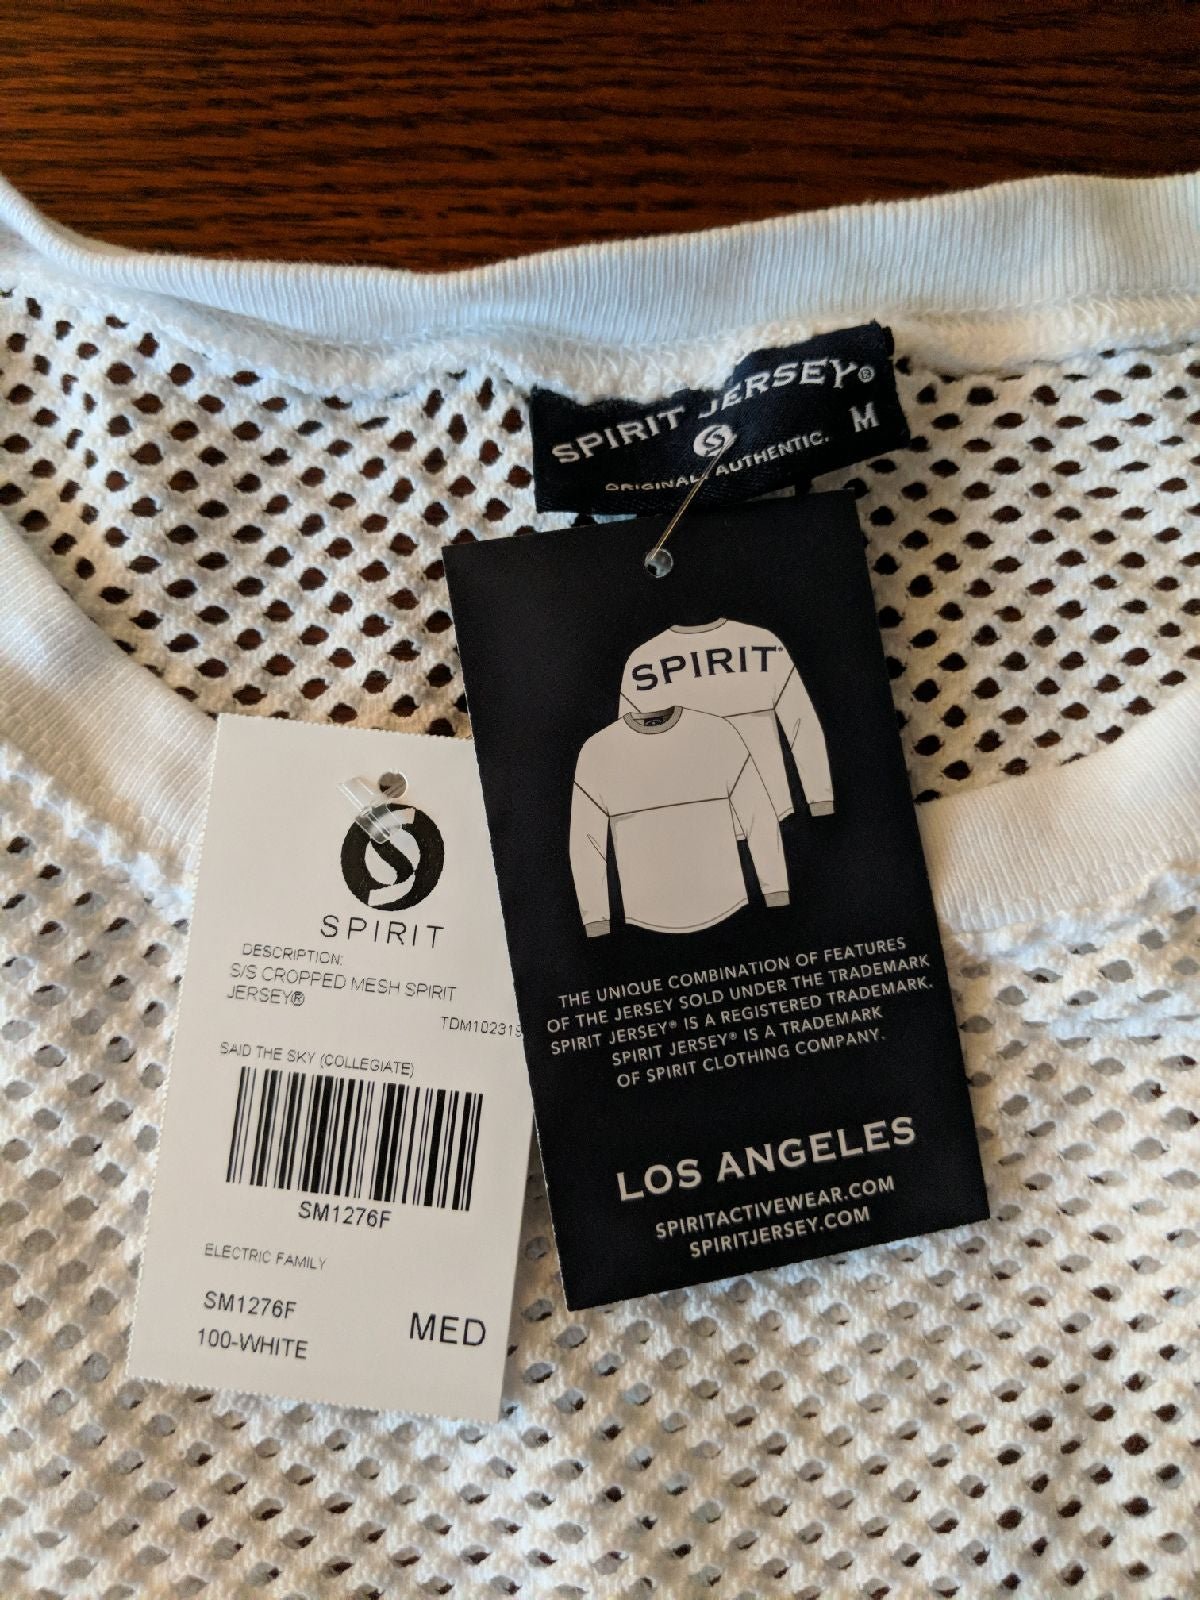 SPIRIT JERSEY®
ORIGINAL. AUTHENTIC.
M
SPIRIT
THE UNIQUE COMBINATION OF FEATURES
OF THE JERSEY SOLD UNDER THE TRADEMARK
SPIRIT JERSEY® IS A REGISTERED TRADEMARK.
SPIRIT JERSEY® IS A TRADEMARK
OF SPIRIT CLOTHING COMPANY.
LOS ANGELES
SPIRITACTIVEWEAR.COM
SPIRITJERSEY.COM
SPIRIT
DESCRIPTION:
S/S CROPPED MESH SPIRIT
JERSEY®
TDM102319
SAID THE SKY (COLLEGIATE)
SM1276F
ELECTRIC FAMILY
SM1276F
100-WHITE
MED